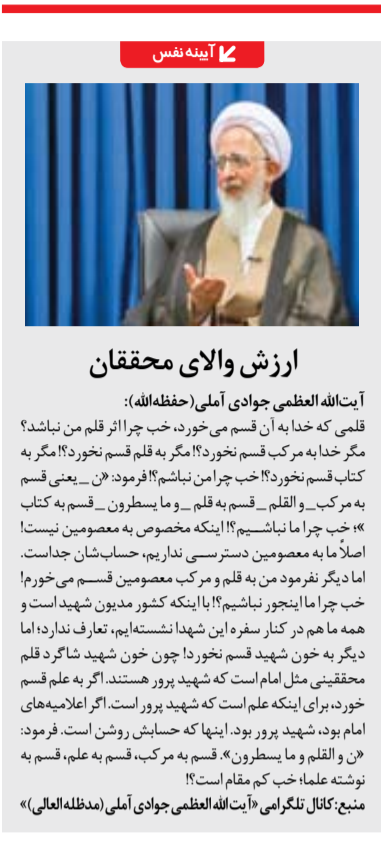 آیینه نفس
ارزش والای محققان
آیت‌الله العظمی جوادی آملی(حفظه‌الله):
قلمی که خدا به آن قسم می‌خورد، خب چرا اثر قلم من نباشد؟
مگر خدا به مرکب قسم نخورد؟! مگر به قلم قسم نخورد؟! مگر به
کتاب قسم نخورد؟! خب چرا من نباشم؟! فرمود: «ن _ یعنی قسم
به مرکب_ و القلم _ قسم به قلم _ و ما یسطرون _ قسم به کتاب
»؛ خب چرا ما نباشیم؟! اینکه مخصوص به معصومین نیست!
اصلاً ما به معصومین دسترسی نداریم، حساب‌شان جداست.
اما دیگر نفرمود من به قلم و مرکب معصومین قسم می‌خورم!
خب چرا ما اینجور نباشیم؟! با اینکه کشور مدیون شهید است و
همه ما هم در کنار سفره این شهدا نشسته‌ایم، تعارف ندارد؛ اما
دیگر به خون شهید قسم نخورد! چون خون شهید شاگرد قلم
محققینی مثل امام است که شهید پرور هستند. اگر به علم قسم
خورد، برای اینکه علم است که شهید پرور است. اگر اعلامیه‌های
امام بود، شهید پرور بود. اینها که حسابش روشن است. فرمود:
«ن و القلم و ما یسطرون». قسم به مرکب، قسم به علم، قسم به
نوشته علما؛ خب کم مقام است؟!
منبع: کانال تلگرامی «آیت‌الله العظمی جوادی آملی (مدظله العالی)»